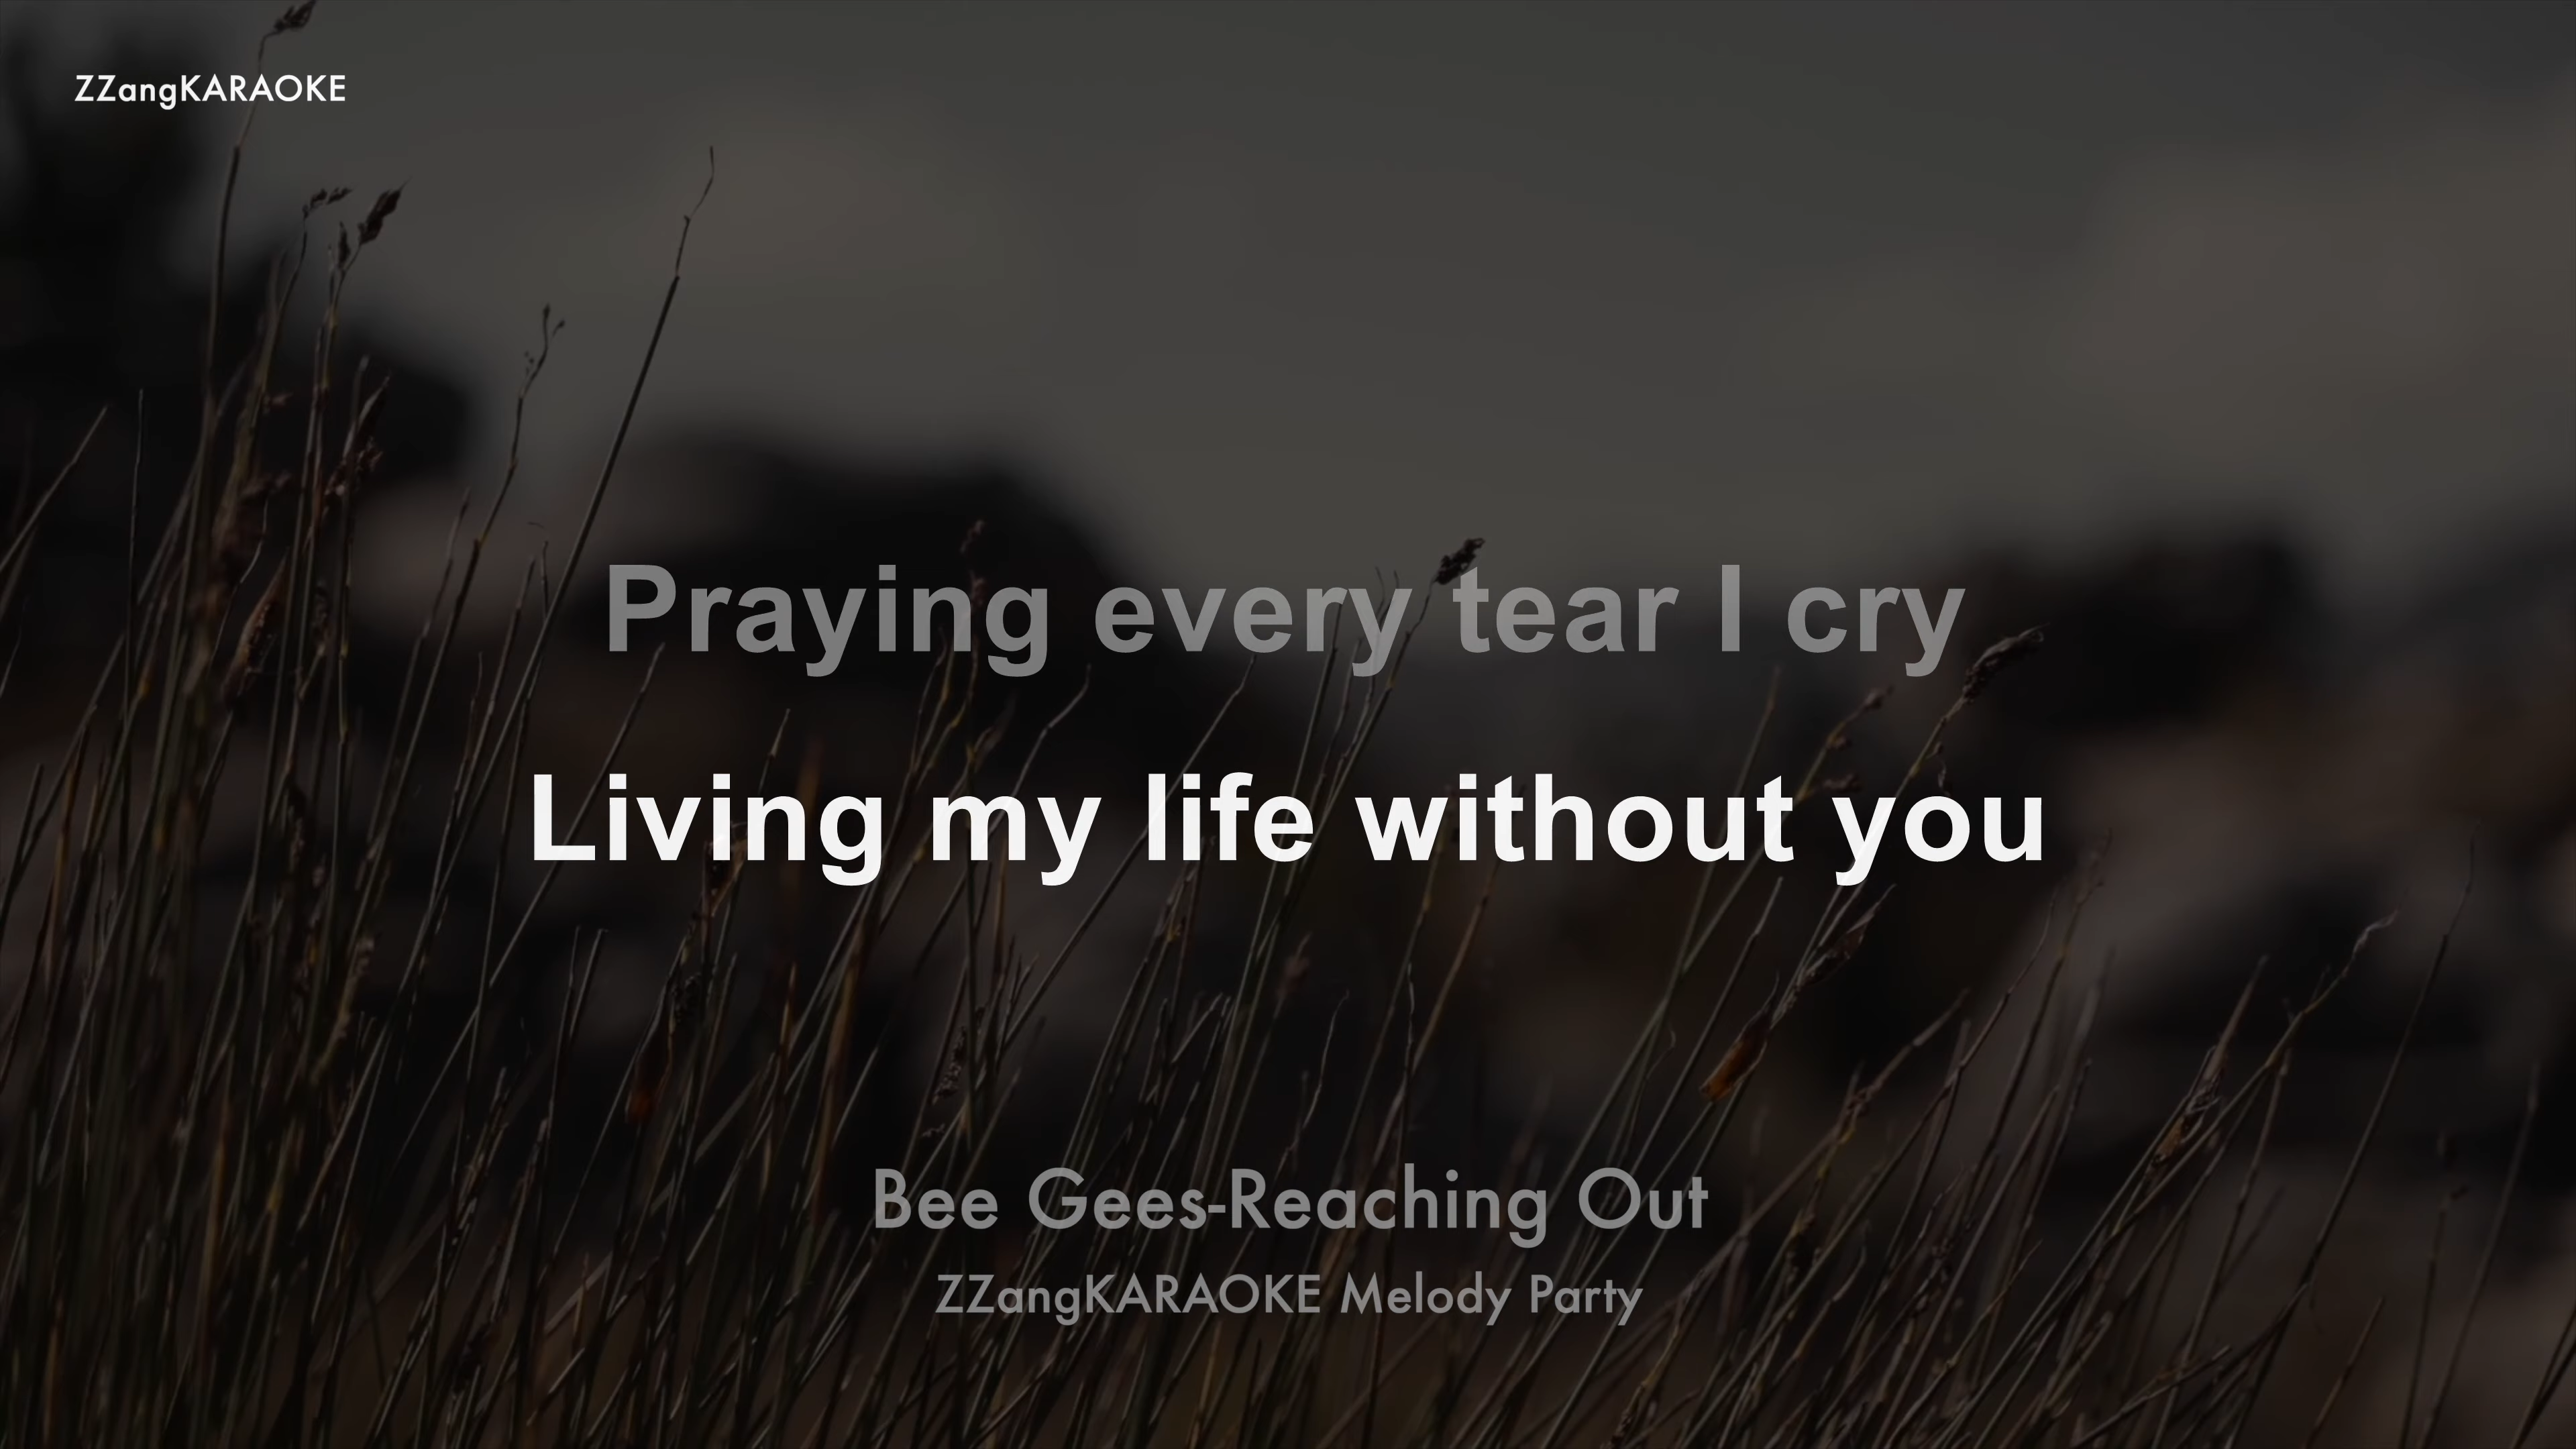 ZZangKARAOKE
Praying every tear I cry
Living my life without you
Bee Gees-Reaching Out
ZZangKARAOKE Melody Party